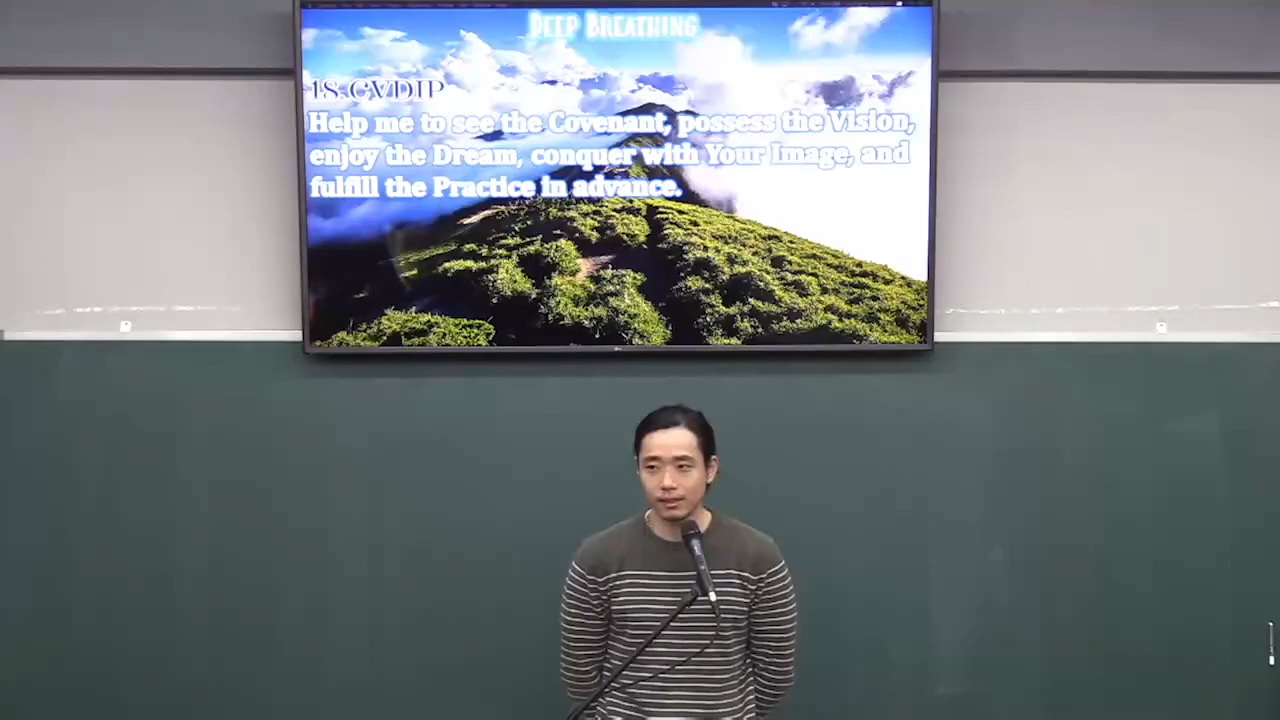 DEEP BREATHING
18. CVDIP
Help me to see the Covenant, possess the Vision,
enjoy the Dream, conquer with Your Image, and
fulfill the Practice in advance.